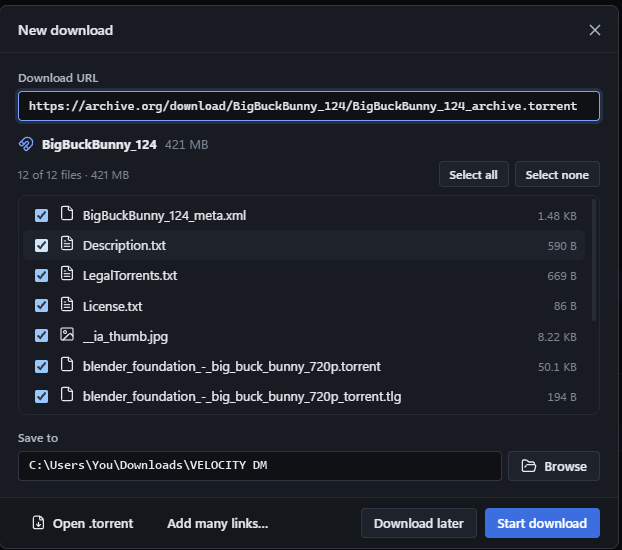 New download
Download URL
https://archive.org/download/BigBuckBunny_124/BigBuckBunny_124_archive.torrent
BigBuckBunny_124 421 MB
12 of 12 files · 421 MB Select all Select none
BigBuckBunny_124_meta.xml 1.48 KB
Description.txt 590 B
LegalTorrents.txt 669 B
License.txt 86 B
__ia_thumb.jpg 8.22 KB
blender_foundation_-_big_buck_bunny_720p.torrent 50.1 KB
blender_foundation_-_big_buck_bunny_720p_torrent.tlg 194 B
Save to
C:\Users\You\Downloads\VELOCITY DM Browse
Open .torrent Add many links... Download later Start download